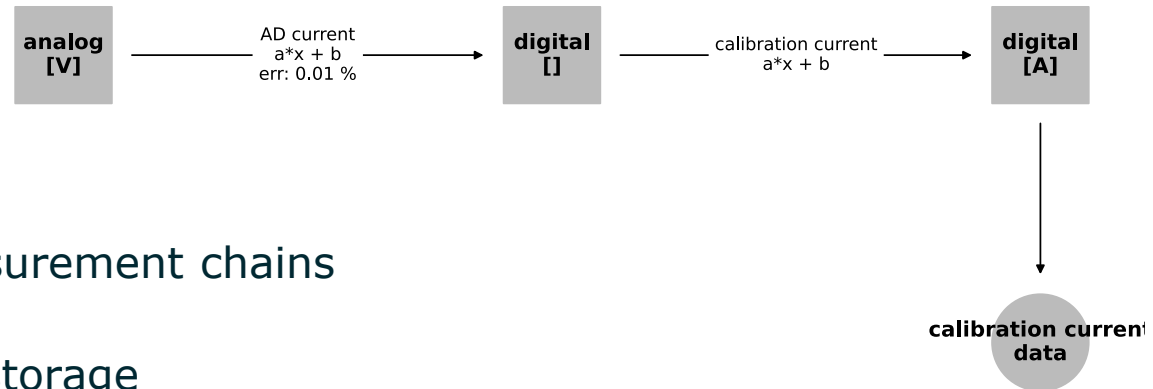 analog
[V]
AD current
a*x + b
err: 0.01 %
digital
[]
calibration current
a*x + b
digital
[A]
surement chains
calibration current
data
torage